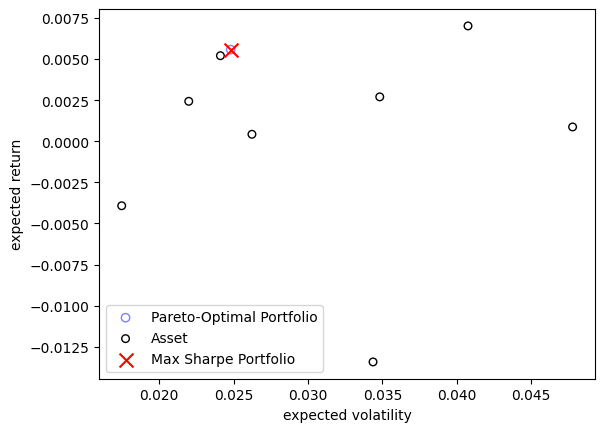 0.0075
0.0050
0.0025
0.0000
−0.0025
−0.0050
−0.0075
−0.0100
−0.0125
expected return
Pareto-Optimal Portfolio
Asset
Max Sharpe Portfolio
0.020 0.025 0.030 0.035 0.040 0.045
expected volatility